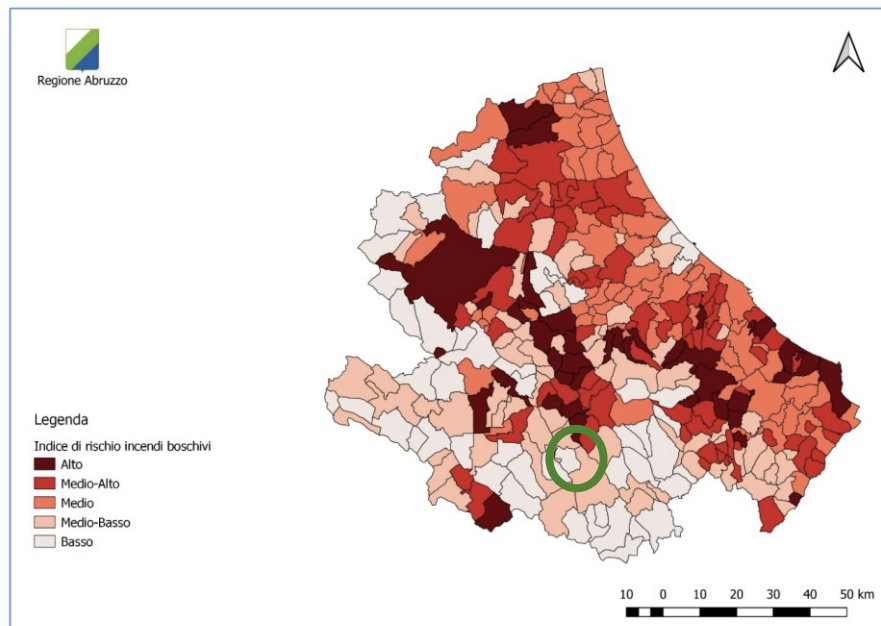 Regione Abruzzo
Legenda
Indice di rischio incendi boschivi
Alto
Medio-Alto
Medio
Medio-Basso
Basso
10 0 10 20 30 40 50 km